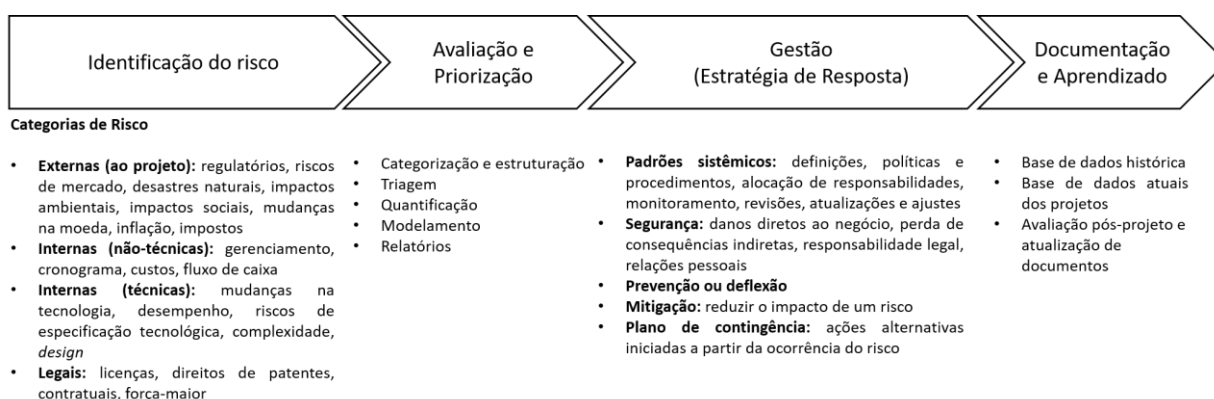 Identificação do risco
Avaliação e
Priorização
Gestão
(Estratégia de Resposta)
Documentação
e Aprendizado
Categorias de Risco
• Externas (ao projeto): regulatórios, riscos
de mercado, desastres naturais, impactos
ambientais, impactos sociais, mudanças
na moeda, inflação, impostos
• Internas (não-técnicas): gerenciamento,
cronograma, custos, fluxo de caixa
• Internas (técnicas): mudanças na
tecnologia, desempenho, riscos de
especificação tecnológica, complexidade,
design
• Legais: licenças, direitos de patentes,
contratuais, força-maior
• Categorização e estruturação
• Triagem
• Quantificação
• Modelamento
• Relatórios
• Padrões sistêmicos: definições, políticas e
procedimentos, alocação de responsabilidades,
monitoramento, revisões, atualizações e ajustes
• Segurança: danos diretos ao negócio, perda de
consequências indiretas, responsabilidade legal,
relações pessoais
• Prevenção ou deflexão
• Mitigação: reduzir o impacto de um risco
• Plano de contingência: ações alternativas
iniciadas a partir da ocorrência do risco
• Base de dados histórica
• Base de dados atuais
dos projetos
• Avaliação pós-projeto e
atualização de
documentos